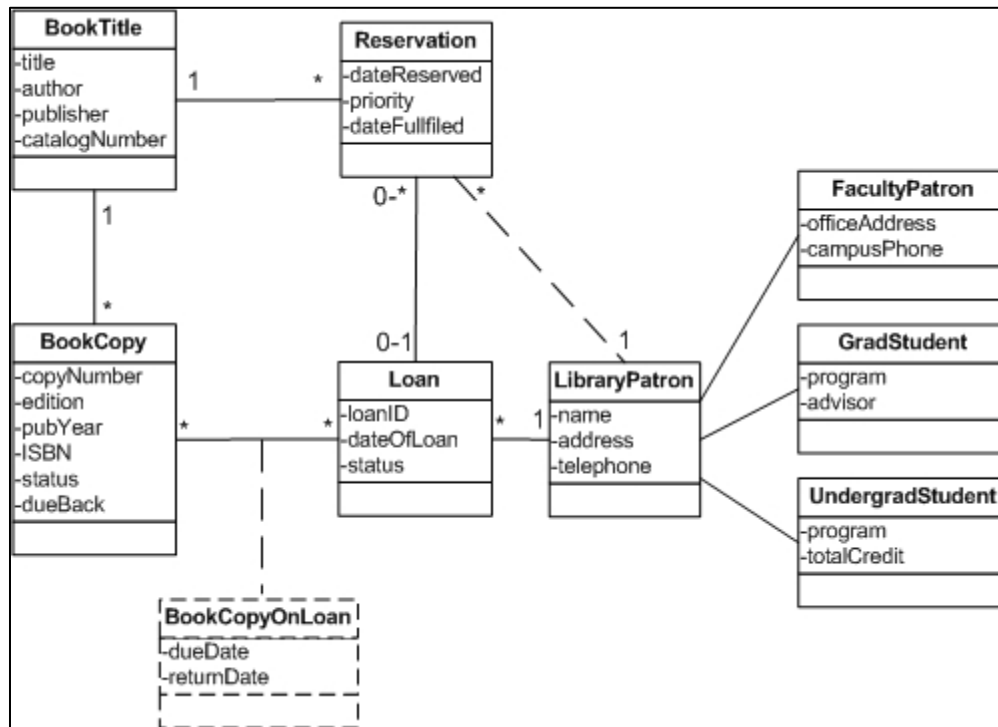 BookTitle
-title
-author
-publisher
-catalogNumber
1
*
Reservation
-dateReserved
-priority
-dateFullfiled
1
*
0-*
0-1
*
1
FacultyPatron
-officeAddress
-campusPhone
BookCopy
-copyNumber
-edition
-pubYear
-ISBN
-status
-dueBack
*
*
Loan
-loanID
-dateOfLoan
-status
*
1
LibraryPatron
-name
-address
-telephone
GradStudent
-program
-advisor
UndergradStudent
-program
-totalCredit
BookCopyOnLoan
-dueDate
-returnDate